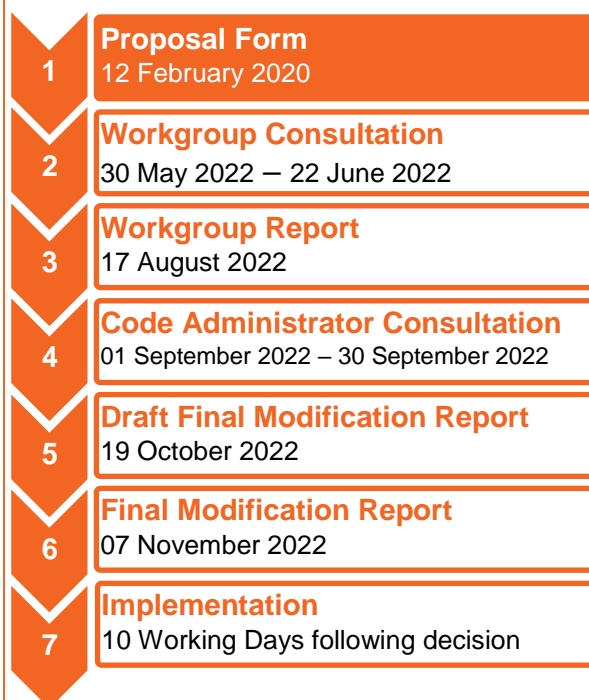 1
Proposal Form
12 February 2020
2
Workgroup Consultation
30 May 2022 – 22 June 2022
3
Workgroup Report
17 August 2022
4
Code Administrator Consultation
01 September 2022 – 30 September 2022
5
Draft Final Modification Report
19 October 2022
6
Final Modification Report
07 November 2022
7
Implementation
10 Working Days following decision